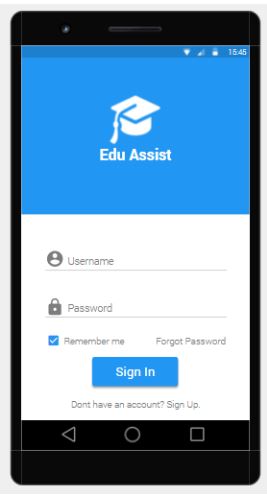 15:45
Edu Assist
Username
Password
Remember me Forgot Password
Sign In
Dont have an account? Sign Up.